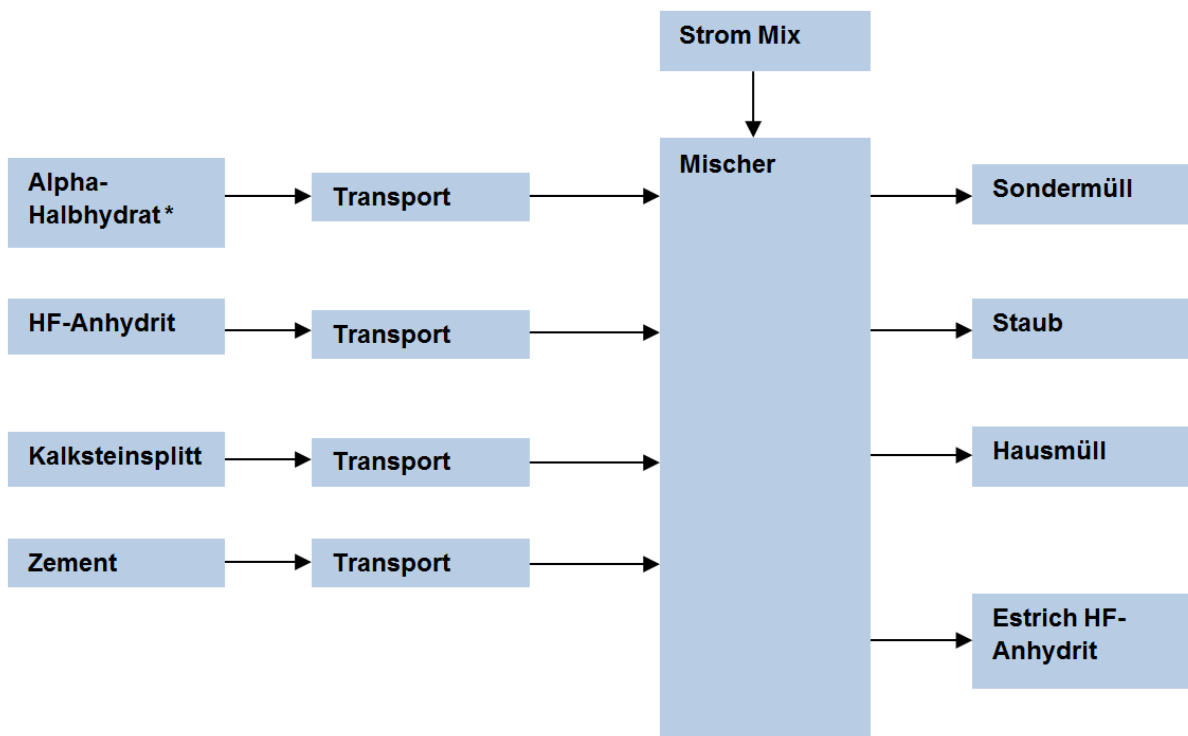 Strom Mix
Mischer
Alpha-
Halbhydrat *
Transport
Sondermüll
HF-Anhydrit
Transport
Staub
Kalksteinsplitt
Transport
Hausmüll
Zement
Transport
Estrich HF-
Anhydrit